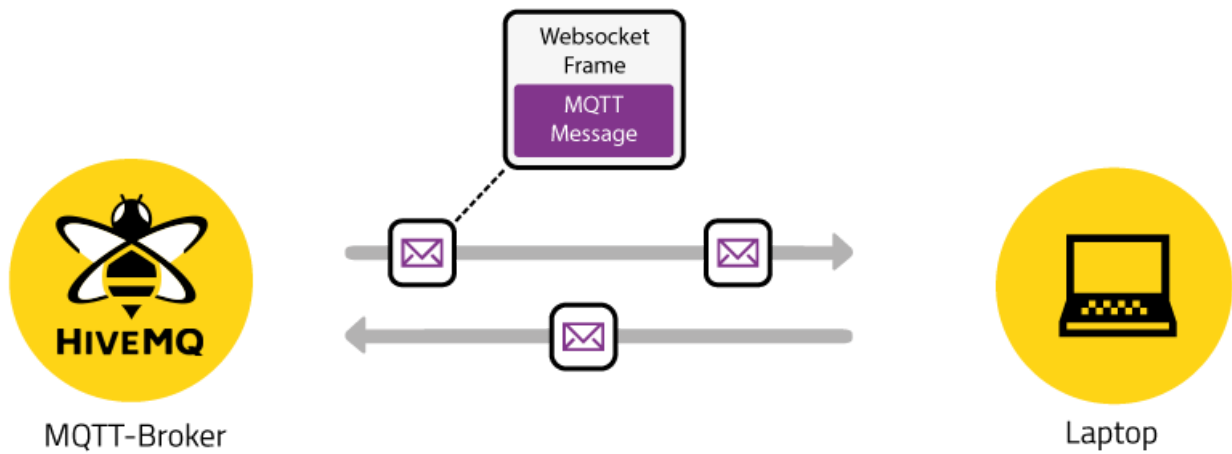 Websocket
Frame
MQTT
Message
HIVEMQ
MQTT-Broker
Laptop